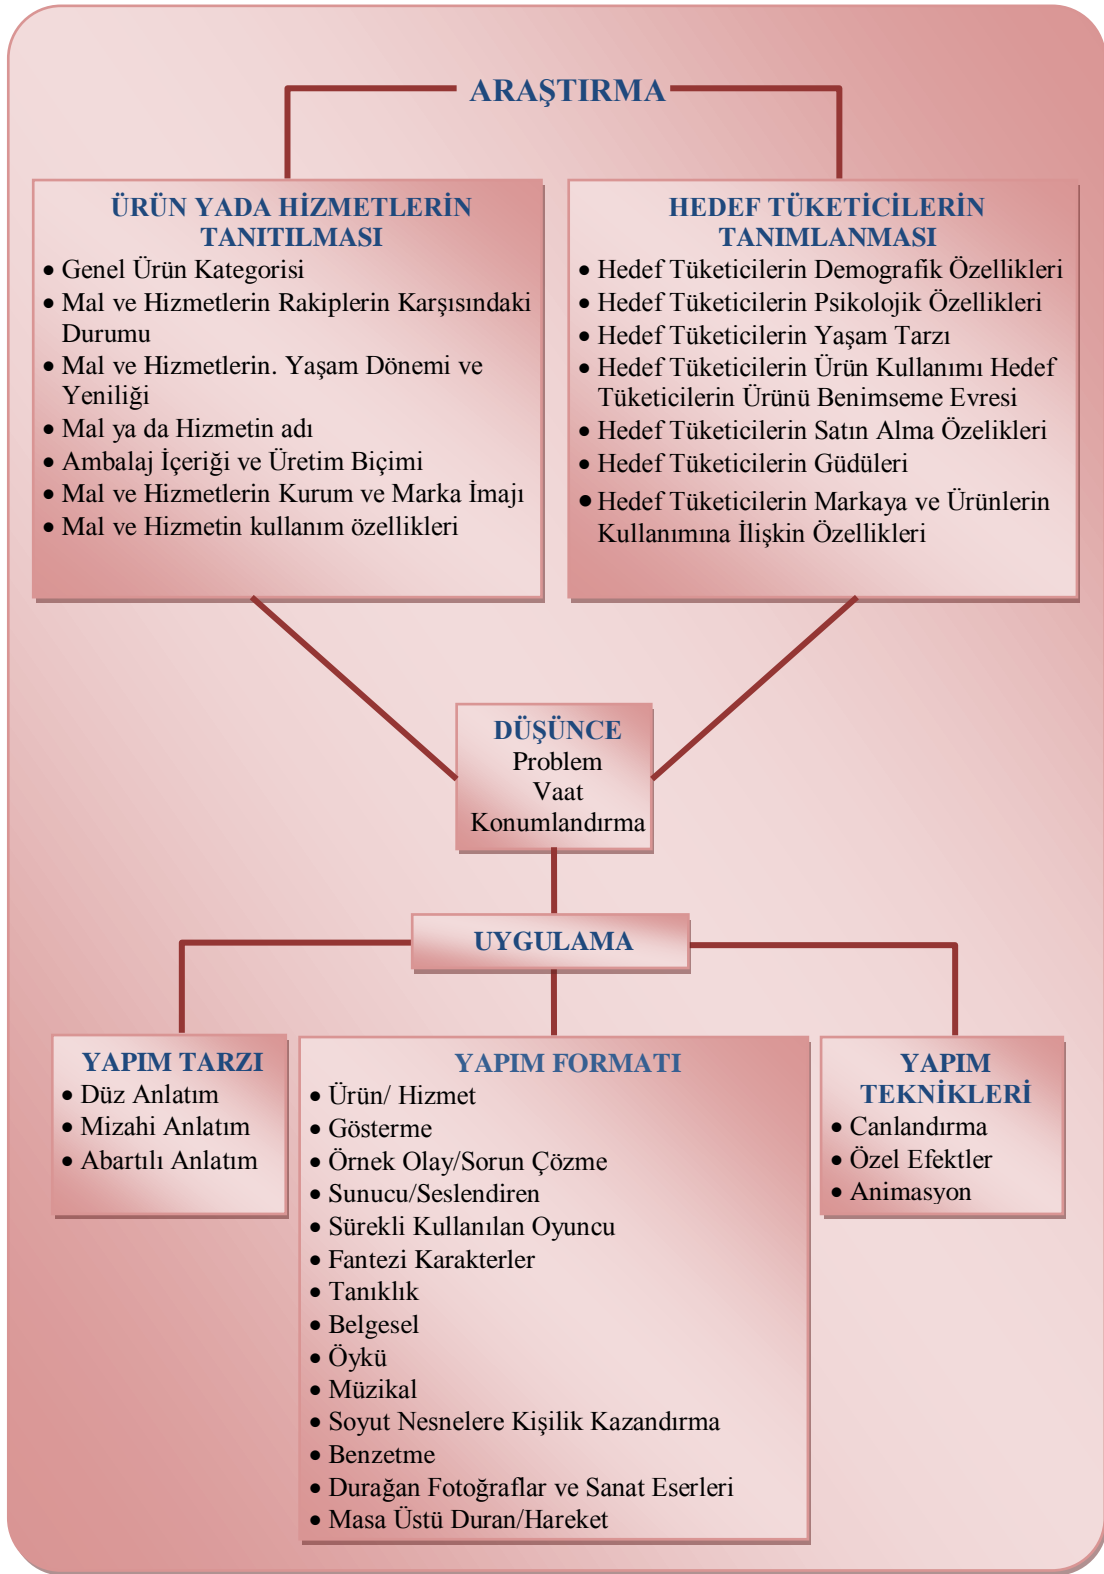 ARAŞTIRMA
ÜRÜN YADA HİZMETLERİN
TANITILMASI
• Genel Ürün Kategorisi
• Mal ve Hizmetlerin Rakiplerin Karşısındaki
Durumu
• Mal ve Hizmetlerin. Yaşam Dönemi ve
Yeniliği
• Mal ya da Hizmetin adı
• Ambalaj İçeriği ve Üretim Biçimi
• Mal ve Hizmetlerin Kurum ve Marka İmajı
• Mal ve Hizmetin kullanım özellikleri
HEDEF TÜKETİCİLERİN
TANIMLANMASI
• Hedef Tüketicilerin Demografik Özellikleri
• Hedef Tüketicilerin Psikolojik Özellikleri
• Hedef Tüketicilerin Yaşam Tarzı
• Hedef Tüketicilerin Ürün Kullanımı Hedef
Tüketicilerin Ürünü Benimseme Evresi
• Hedef Tüketicilerin Satın Alma Özelikleri
• Hedef Tüketicilerin Güdüleri
• Hedef Tüketicilerin Markaya ve Ürünlerin
Kullanımına İlişkin Özellikleri
DÜŞÜNCE
Problem
Vaat
Konumlandırma
UYGULAMA
YAPIM TARZI
• Düz Anlatım
• Mizahi Anlatım
• Abartılı Anlatım
YAPIM FORMATI
• Ürün/ Hizmet
• Gösterme
• Örnek Olay/Sorun Çözme
• Sunucu/Seslendiren
• Sürekli Kullanılan Oyuncu
• Fantezi Karakterler
• Tanıklık
• Belgesel
• Öykü
• Müzikal
• Soyut Nesnelere Kişilik Kazandırma
• Benzetme
• Durağan Fotoğraflar ve Sanat Eserleri
• Masa Üstü Duran/Hareket
YAPIM
TEKNİKLERİ
• Canlandırma
• Özel Efektler
• Animasyon